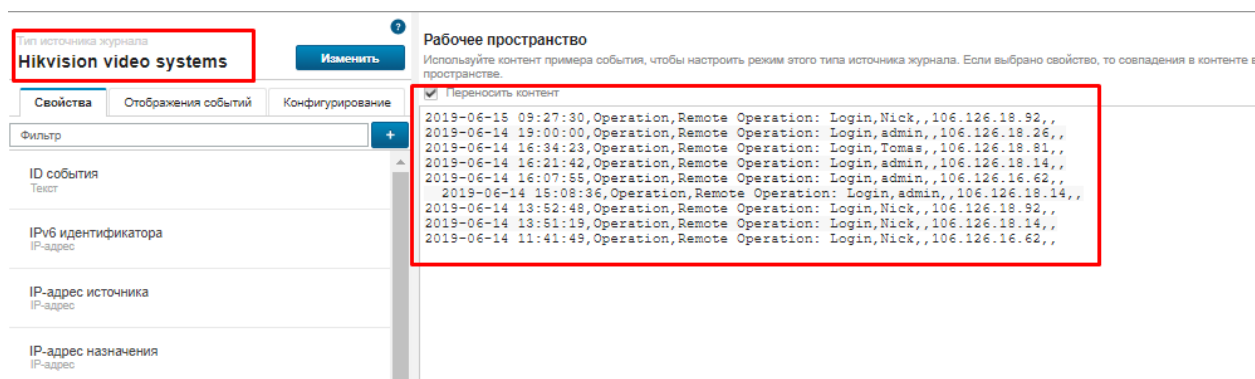 Тип источника журнала
Hikvision video systems
?
Изменить
Свойства
Отображения событий
Конфигурирование
Фильтр
+
ID события
Текст
IPv6 идентификатора
IP-адрес
IP-адрес источника
IP-адрес
IP-адрес назначения
IP-адрес
Рабочее пространство
Используйте контент примера события, чтобы настроить режим этого типа источника журнала. Если выбрано свойство, то совпадения в контенте в
пространстве.
Переносить контент
2019-06-15 09:27:30,Operation,Remote Operation: Login,Nick,,106.126.18.92,,
2019-06-14 19:00:00,Operation,Remote Operation: Login,admin,,106.126.18.26,,
2019-06-14 16:34:23,Operation,Remote Operation: Login,Tomas,,106.126.18.81,,
2019-06-14 16:21:42,Operation,Remote Operation: Login,admin,,106.126.18.14,,
2019-06-14 16:07:55,Operation,Remote Operation: Login,admin,,106.126.16.62,,
2019-06-14 15:08:36,Operation,Remote Operation: Login,admin,,106.126.18.14,,
2019-06-14 13:52:48,Operation,Remote Operation: Login,Nick,,106.126.18.92,,
2019-06-14 13:51:19,Operation,Remote Operation: Login,Nick,,106.126.18.14,,
2019-06-14 11:41:49,Operation,Remote Operation: Login,Nick,,106.126.16.62,,